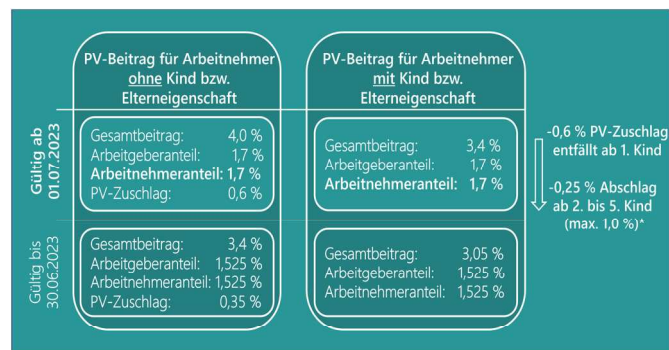 PV-Beitrag für Arbeitnehmer
ohne Kind bzw.
Elterneigenschaft
PV-Beitrag für Arbeitnehmer
mit Kind bzw.
Elterneigenschaft
Gültig ab
01.07.2023
Gesamtbeitrag: 4,0 %
Arbeitgeberanteil: 1,7 %
Arbeitnehmeranteil: 1,7 %
PV-Zuschlag: 0,6 %
Gesamtbeitrag: 3,4 %
Arbeitgeberanteil: 1,7 %
Arbeitnehmeranteil: 1,7 %
-0,6 % PV-Zuschlag
entfällt ab 1. Kind
-0,25 % Abschlag
ab 2. bis 5. Kind
(max. 1,0 %)^
Gültig bis
30.06.2023
Gesamtbeitrag: 3,4 %
Arbeitgeberanteil: 1,525 %
Arbeitnehmeranteil: 1,525 %
PV-Zuschlag: 0,35 %
Gesamtbeitrag: 3,05 %
Arbeitgeberanteil: 1,525 %
Arbeitnehmeranteil: 1,525 %